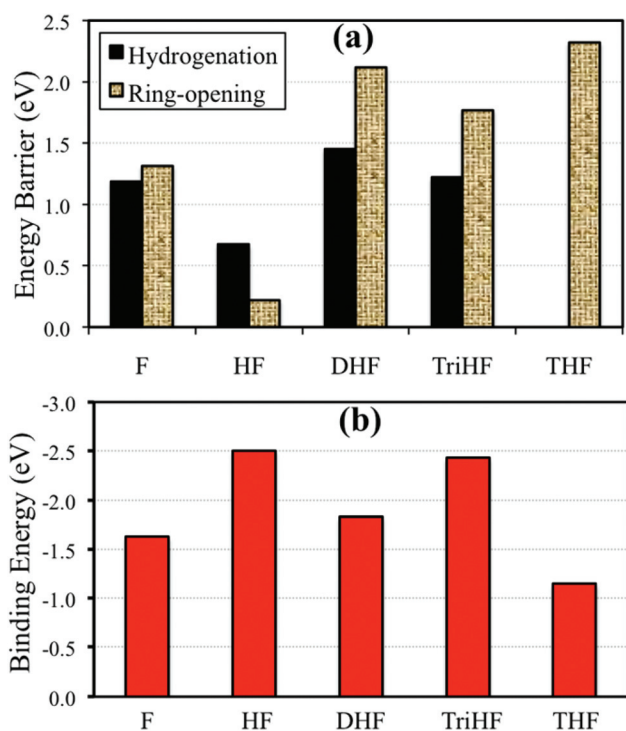 (a)
Hydrogenation
Ring-opening
Energy Barrier (eV)
2.5
2.0
1.5
1.0
0.5
0.0
F HF DHF TriHF THF
(b)
Binding Energy (eV)
-3.0
-2.5
-2.0
-1.5
-1.0
-0.5
0.0
F HF DHF TriHF THF